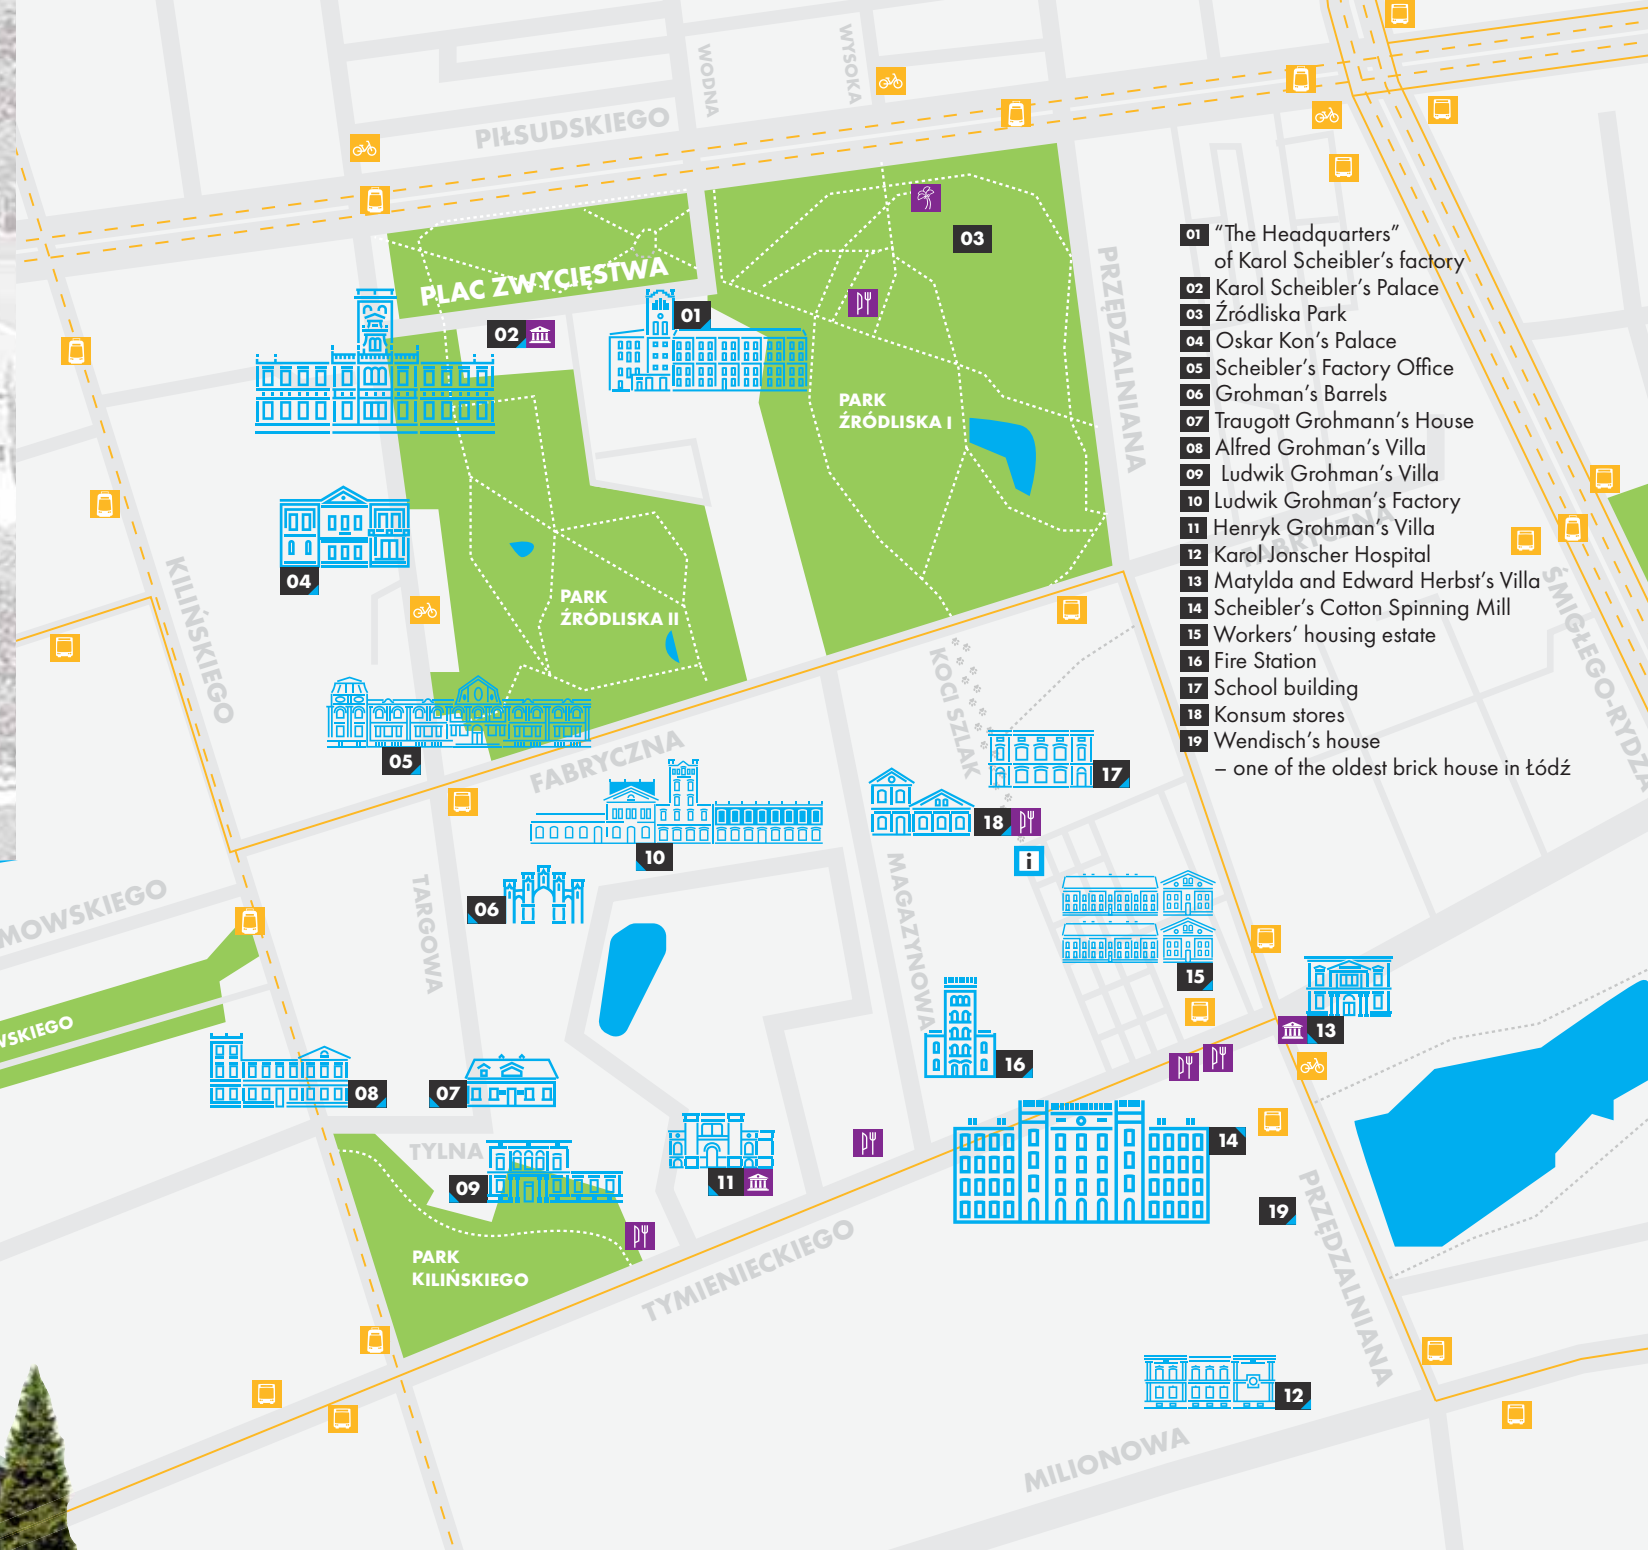 WODNA
WYSOKA
PIŁSUDSKIEGO
PLAC ZWYCIĘSTWA
03
02
01
PRZĘDZALNIANA
PARK
ŹRÓDLISKA I
01 “The Headquarters”
of Karol Scheibler’s factory
02 Karol Scheibler’s Palace
03 Źródliska Park
04 Oskar Kon’s Palace
05 Scheibler’s Factory Office
06 Grohman’s Barrels
07 Traugott Grohmann’s House
08 Alfred Grohman’s Villa
09 Ludwik Grohman’s Villa
10 Ludwik Grohman’s Factory
11 Henryk Grohman’s Villa
12 Karol Jonscher Hospital
13 Matylda and Edward Herbst’s Villa
14 Scheibler’s Cotton Spinning Mill
15 Workers’ housing estate
16 Fire Station
17 School building
18 Konsum stores
19 Wendisch’s house
– one of the oldest brick house in Łódź
FABRYCZNA
ŚMIGŁEGO-RYDZA
04
KILIŃSKIEGO
PARK
ŹRÓDLISKA II
KOCI SZLAK
05
FABRYCZNA
17
18
i
10
06
TARGOWA
MAGAZYNOWA
MOWSKIEGO
WSKIEGO
15
13
16
08
07
TYLNA
09
11
14
19
PARK
KILIŃSKIEGO
TYMIENIECKIEGO
PRZĘDZALNIANA
12
MILIONOWA